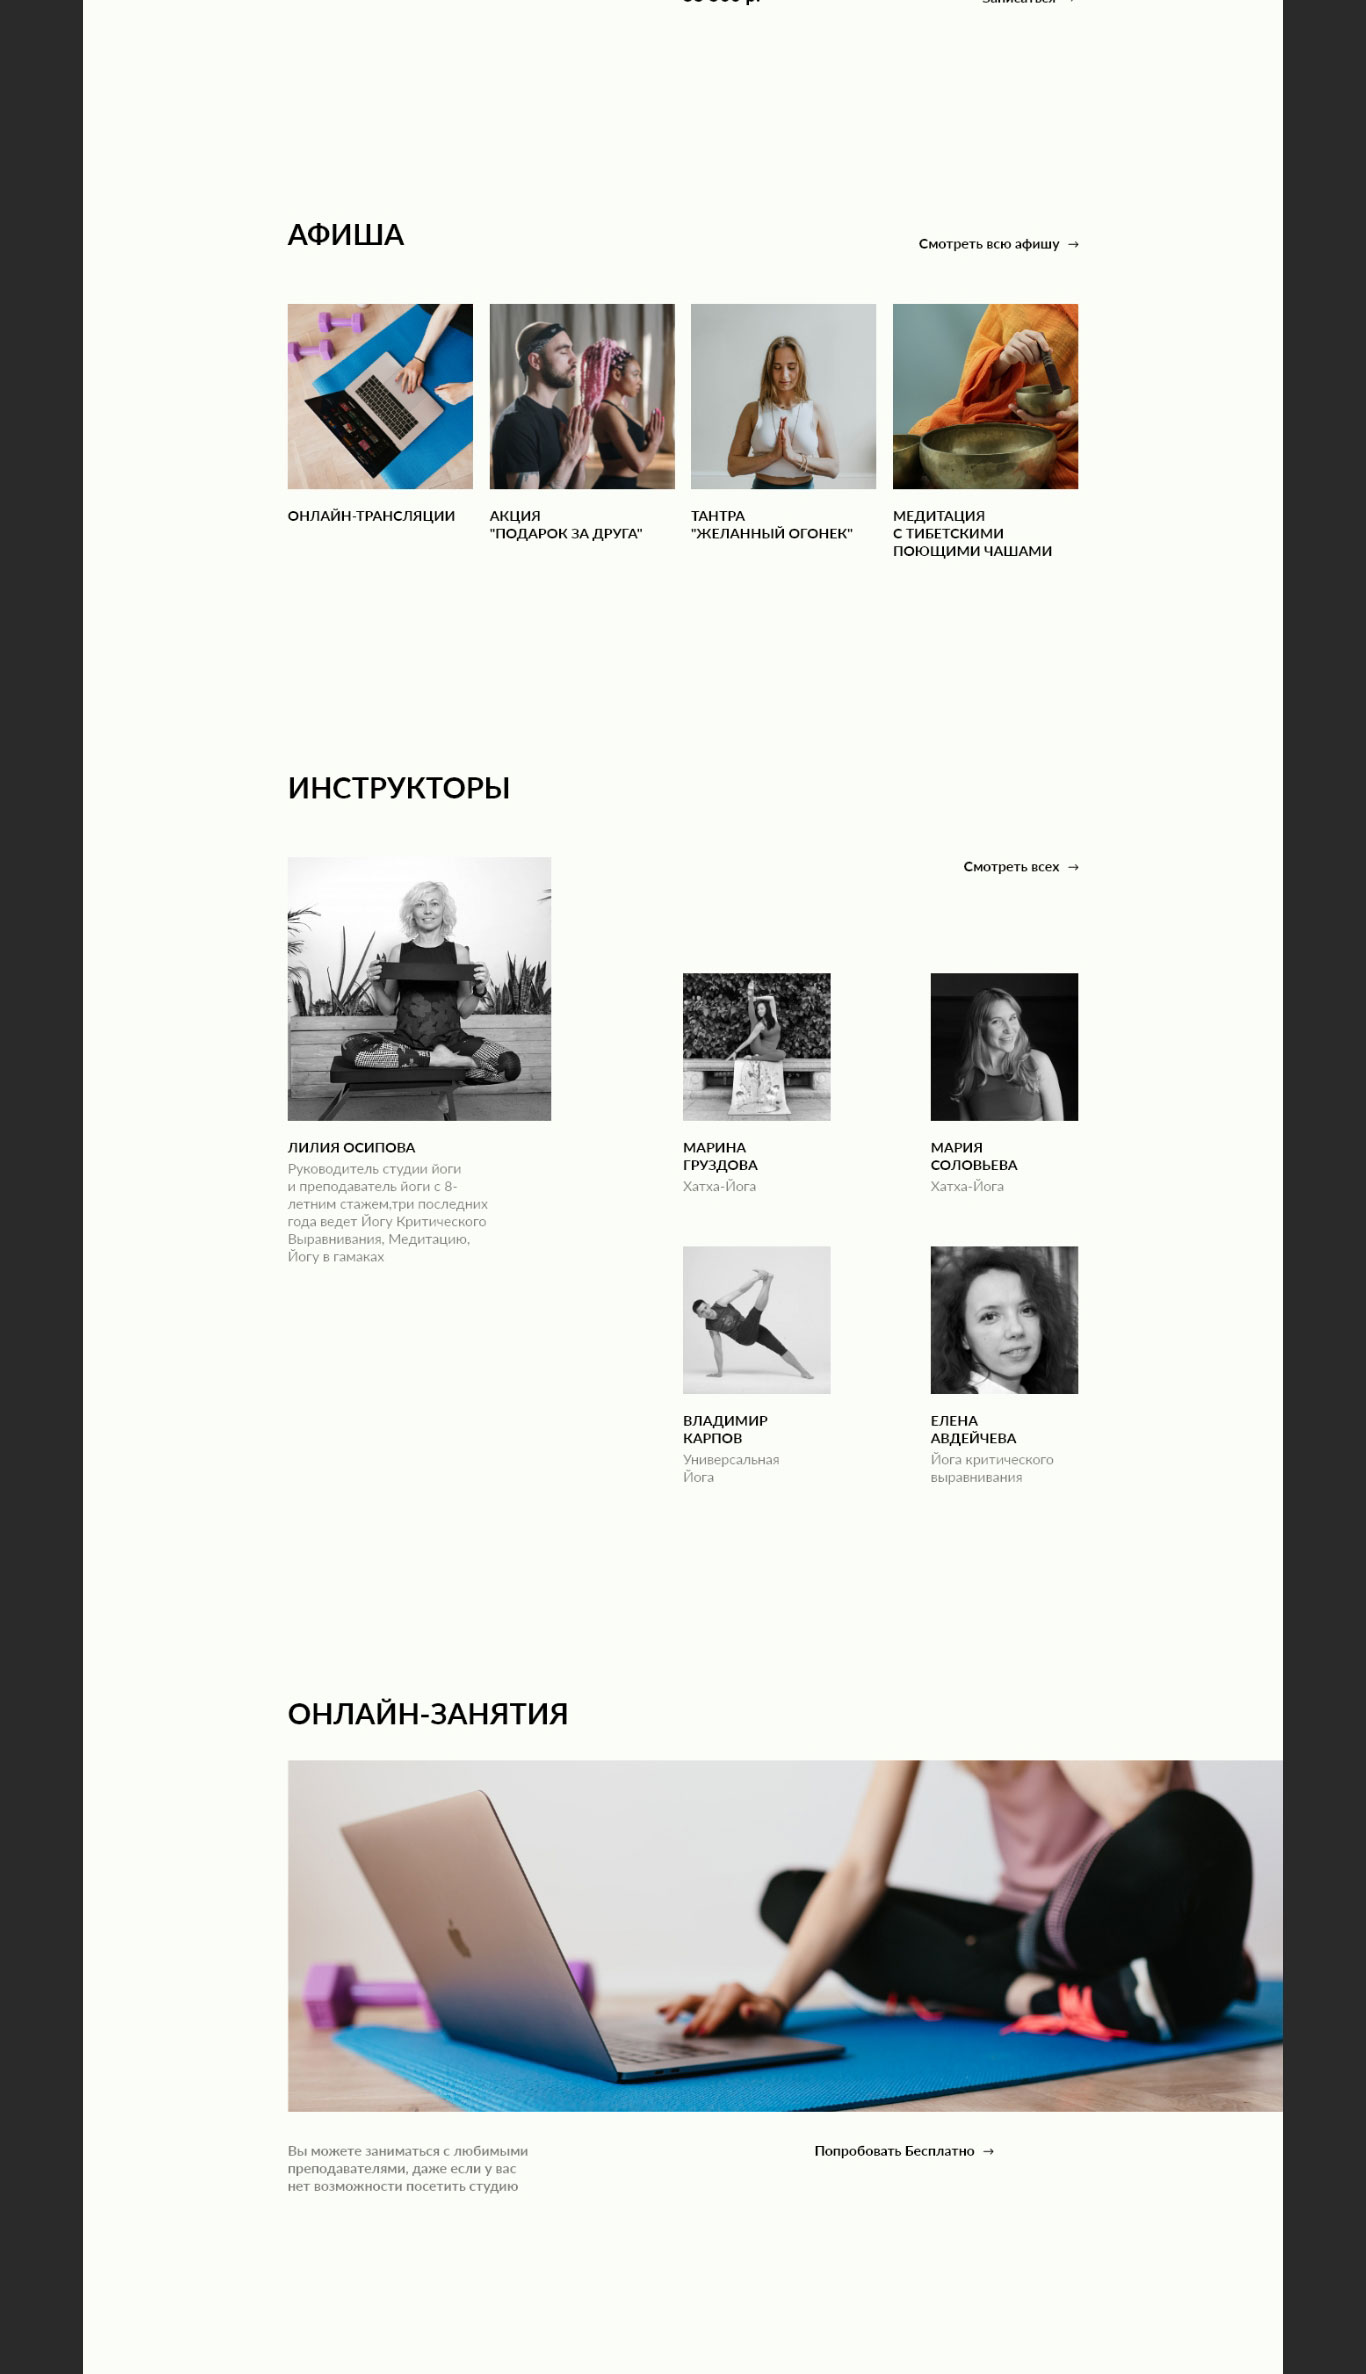 Записаться →
АФИША
Смотреть всю афишу →
ОНЛАЙН-ТРАНСЛЯЦИИ
АКЦИЯ
"ПОДАРОК ЗА ДРУГА"
ТАНТРА
"ЖЕЛАННЫЙ ОГОНЕК"
МЕДИТАЦИЯ
С ТИБЕТСКИМИ
ПОЮЩИМИ ЧАШАМИ
ИНСТРУКТОРЫ
Смотреть всех →
ЛИЛИЯ ОСИПОВА
Руководитель студии йоги
и преподаватель йоги с 8-
летним стажем,три последних
года ведет Йогу Критического
Выравнивания, Медитацию,
Йогу в гамаках
МАРИНА
ГРУЗДОВА
Хатха-Йога
МАРИЯ
СОЛОВЬЕВА
Хатха-Йога
ВЛАДИМИР
КАРПОВ
Универсальная
Йога
ЕЛЕНА
АВДЕЙЧЕВА
Йога критического
выравнивания
ОНЛАЙН-ЗАНЯТИЯ
Вы можете заниматься с любимыми
преподавателями, даже если у вас
нет возможности посетить студию
Попробовать Бесплатно →